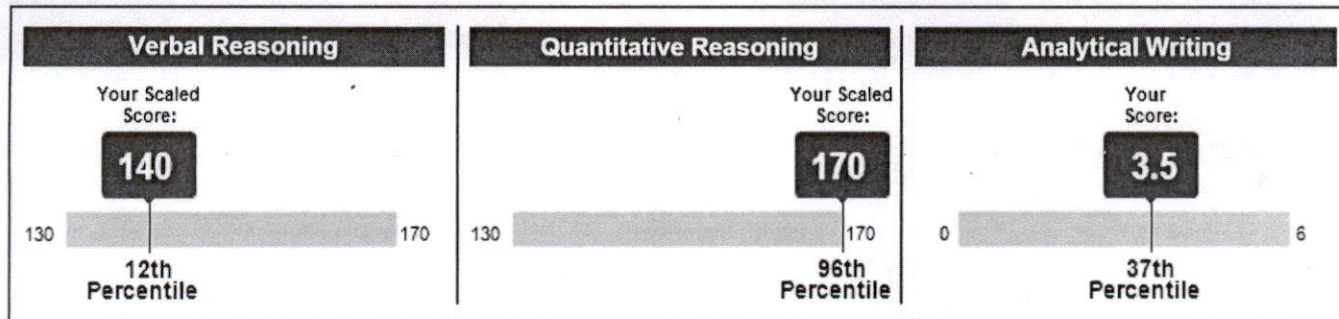 Verbal Reasoning
Your Scaled
Score:
140
130
170
12th
Percentile
Quantitative Reasoning
Your Scaled
Score:
170
130
170
96th
Percentile
Analytical Writing
Your
Score:
3.5
0
6
37th
Percentile